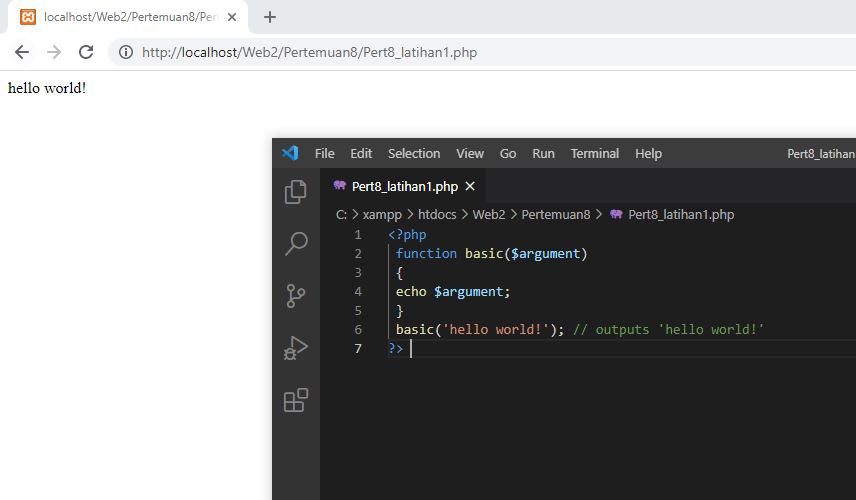 localhost/Web2/Pertemuan8/Per
http://localhost/Web2/Pertemuan8/Pert8_latihan1.php
hello world!
File Edit Selection View Go Run Terminal Help Pert8_latihan
Pert8_latihan1.php
C: > xampp > htdocs > Web2 > Pertemuan8 > Pert8_latihan1.php
1 <?php
2 function basic($argument)
3 {
4 echo $argument;
5 }
6 basic('hello world!'); // outputs 'hello world!'
7 ?>